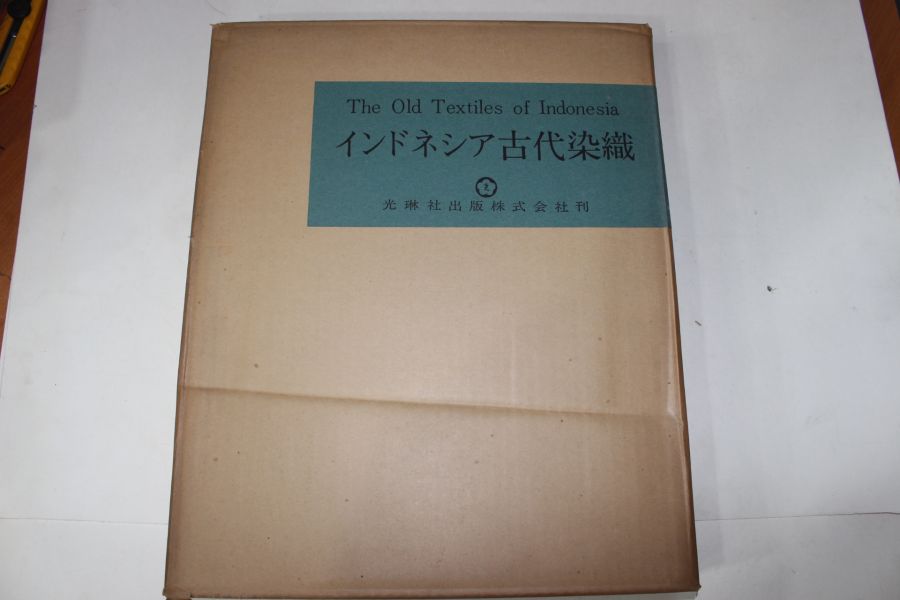 The Old Textiles of Indonesia
インドネシア古代染織
光琳社出版株式会社刊